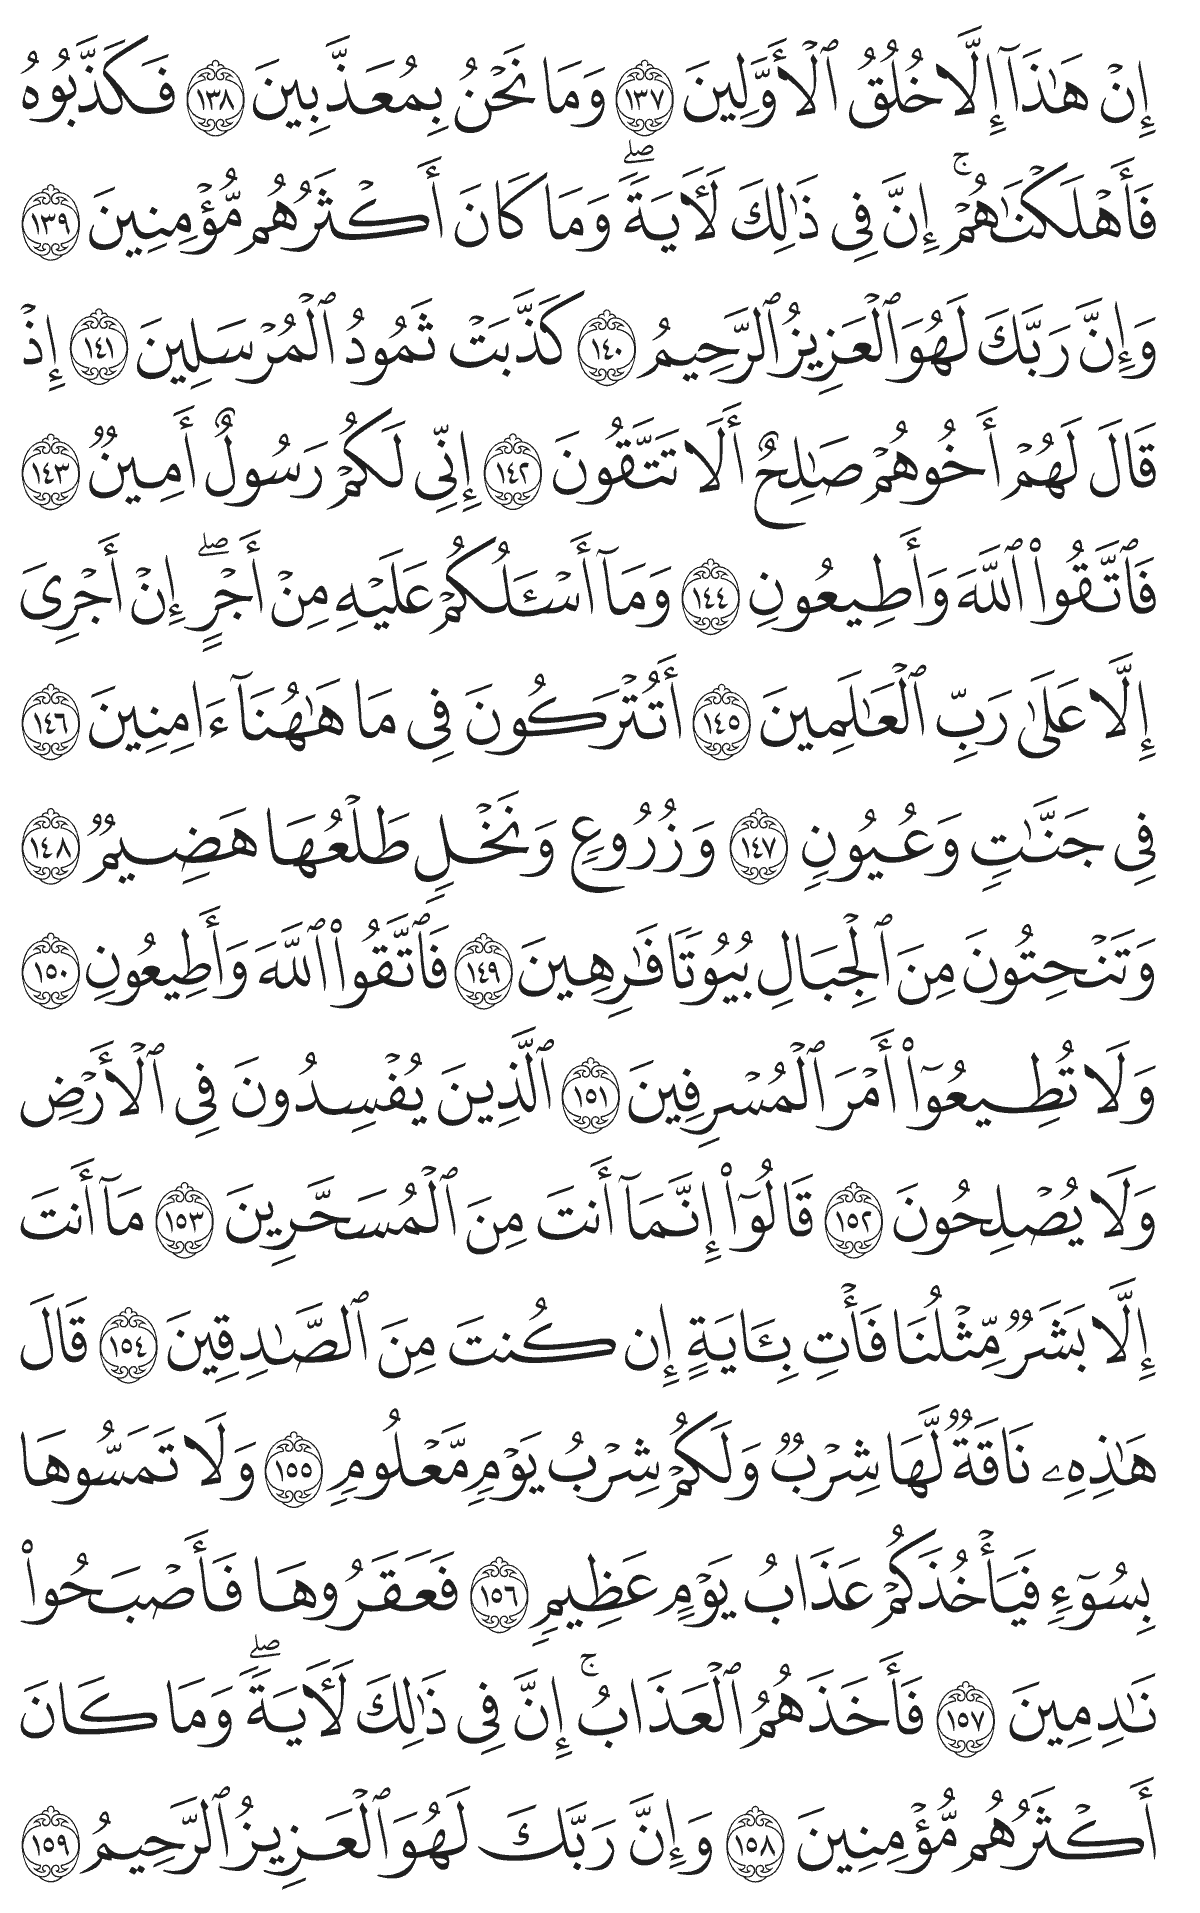 إِنْ هَـٰذَآ إِلَّا خُلُقُ ٱلْأَوَّلِينَ ١٣٧ وَمَا نَحْنُ بِمُعَذَّبِينَ ١٣٨ فَكَذَّبُوهُ
فَأَهْلَكْنَـٰهُمْ ۚ إِنَّ فِى ذَٰلِكَ لَـَٔايَةً ۖ وَمَا كَانَ أَكْثَرُهُم مُّؤْمِنِينَ ١٣٩
وَإِنَّ رَبَّكَ لَهُوَ ٱلْعَزِيزُ ٱلرَّحِيمُ ١٤٠ كَذَّبَتْ ثَمُودُ ٱلْمُرْسَلِينَ ١٤١ إِذْ
قَالَ لَهُمْ أَخُوهُمْ صَـٰلِحٌ أَلَا تَتَّقُونَ ١٤٢ إِنِّى لَكُمْ رَسُولٌ أَمِينٌ ١٤٣
فَٱتَّقُوا۟ ٱللَّهَ وَأَطِيعُونِ ١٤٤ وَمَآ أَسْـَٔلُكُمْ عَلَيْهِ مِنْ أَجْرٍ ۖ إِنْ أَجْرِىَ
إِلَّا عَلَىٰ رَبِّ ٱلْعَـٰلَمِينَ ١٤٥ أَتُتْرَكُونَ فِى مَا هَـٰهُنَآ ءَامِنِينَ ١٤٦
فِى جَنَّـٰتٍ وَعُيُونٍ ١٤٧ وَزُرُوعٍ وَنَخْلٍ طَلْعُهَا هَضِيمٌ ١٤٨
وَتَنْحِتُونَ مِنَ ٱلْجِبَالِ بُيُوتًا فَـٰرِهِينَ ١٤٩ فَٱتَّقُوا۟ ٱللَّهَ وَأَطِيعُونِ ١٥٠
وَلَا تُطِيعُوٓا۟ أَمْرَ ٱلْمُسْرِفِينَ ١٥١ ٱلَّذِينَ يُفْسِدُونَ فِى ٱلْأَرْضِ
وَلَا يُصْلِحُونَ ١٥٢ قَالُوٓا۟ إِنَّمَآ أَنتَ مِنَ ٱلْمُسَحَّرِينَ ١٥٣ مَآ أَنتَ
إِلَّا بَشَرٌ مِّثْلُنَا فَأْتِ بِـَٔايَةٍ إِن كُنتَ مِنَ ٱلصَّـٰدِقِينَ ١٥٤ قَالَ
هَـٰذِهِۦ نَاقَةٌ لَّهَا شِرْبٌ وَلَكُمْ شِرْبُ يَوْمٍ مَّعْلُومٍ ١٥٥ وَلَا تَمَسُّوهَا
بِسُوٓءٍ فَيَأْخُذَكُمْ عَذَابُ يَوْمٍ عَظِيمٍ ١٥٦ فَعَقَرُوهَا فَأَصْبَحُوا۟
نَـٰدِمِينَ ١٥٧ فَأَخَذَهُمُ ٱلْعَذَابُ ۚ إِنَّ فِى ذَٰلِكَ لَـَٔايَةً ۖ وَمَا كَانَ
أَكْثَرُهُم مُّؤْمِنِينَ ١٥٨ وَإِنَّ رَبَّكَ لَهُوَ ٱلْعَزِيزُ ٱلرَّحِيمُ ١٥٩